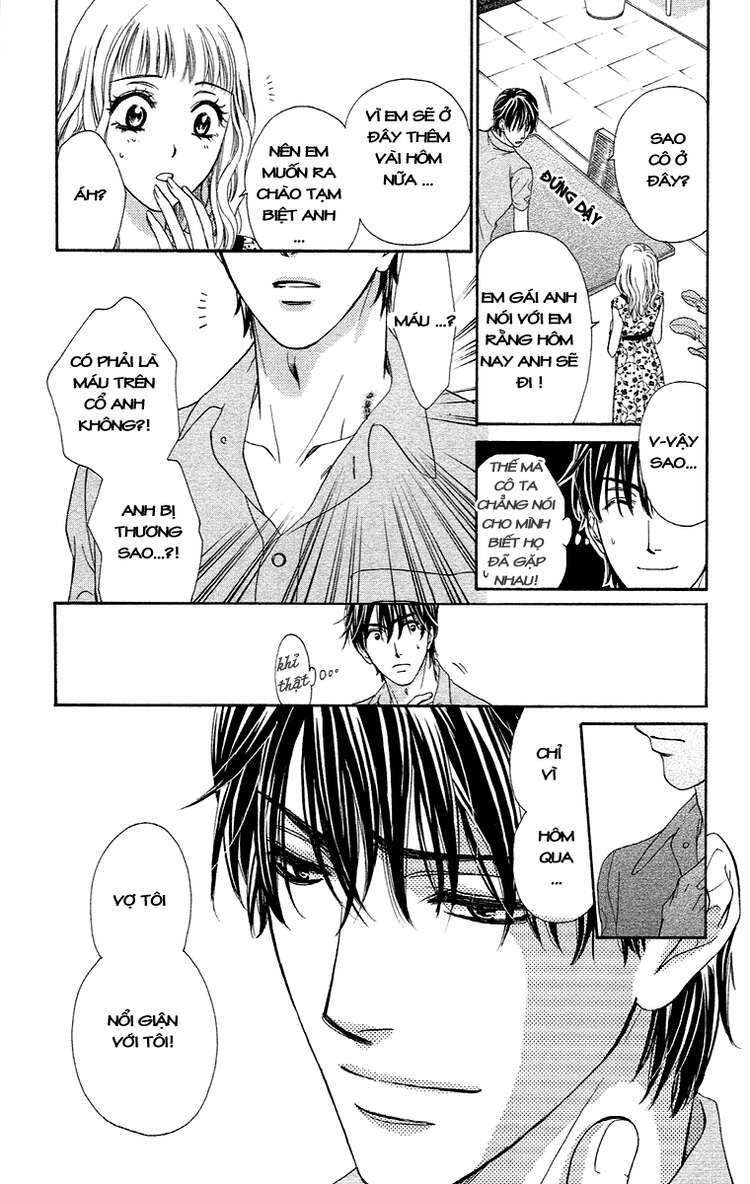 SAO
CÔ Ở
ĐÂY?
ĐỨNG DẬY
EM GÁI ANH
NÓI VỚI EM
RẰNG HÔM
NAY ANH SẼ
ĐI !
V-VẬY
SAO...
THẾ MÀ
CÔ TA
CHẲNG NÓI
CHO MÌNH
BIẾT HỌ
ĐÃ GẶP
NHAU!
VÌ EM SẼ Ở
ĐÂY THÊM
VÀI HÔM
NỮA ...
NÊN EM
MUỐN RA
CHÀO TẠM
BIỆT ANH
...
ÁH?
MÁU ...?
CÓ PHẢI LÀ
MÁU TRÊN
CỔ ANH
KHÔNG?!
ANH BỊ
THƯƠNG
SAO...?!
khỉ
thật
CHỈ
VÌ
HÔM
QUA
...
VỢ TÔI
NỔI GIẬN
VỚI TÔI!